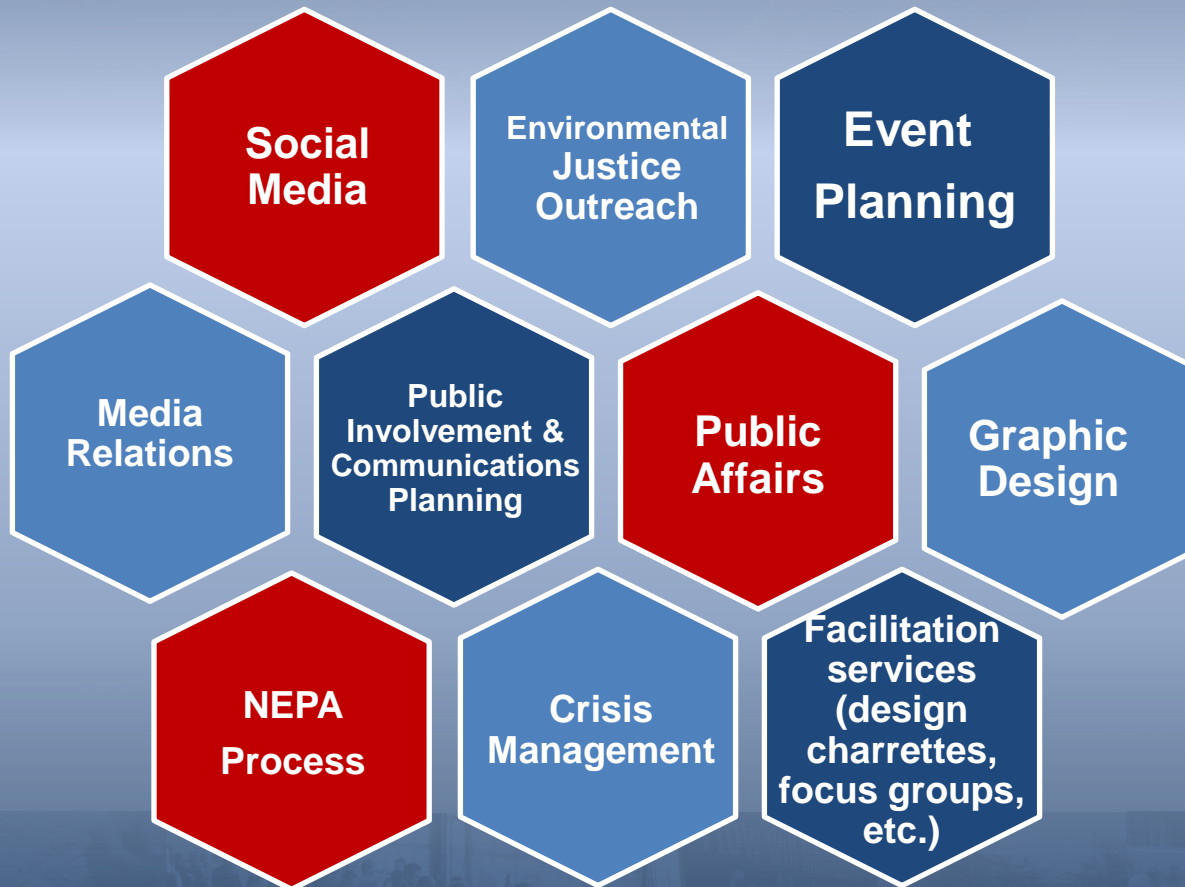 Social
Media
Environmental
Justice
Outreach
Event
Planning
Media
Relations
Public
Involvement &
Communications
Planning
Public
Affairs
Graphic
Design
NEPA
Process
Crisis
Management
Facilitation
services
(design
charrettes,
focus groups,
etc.)